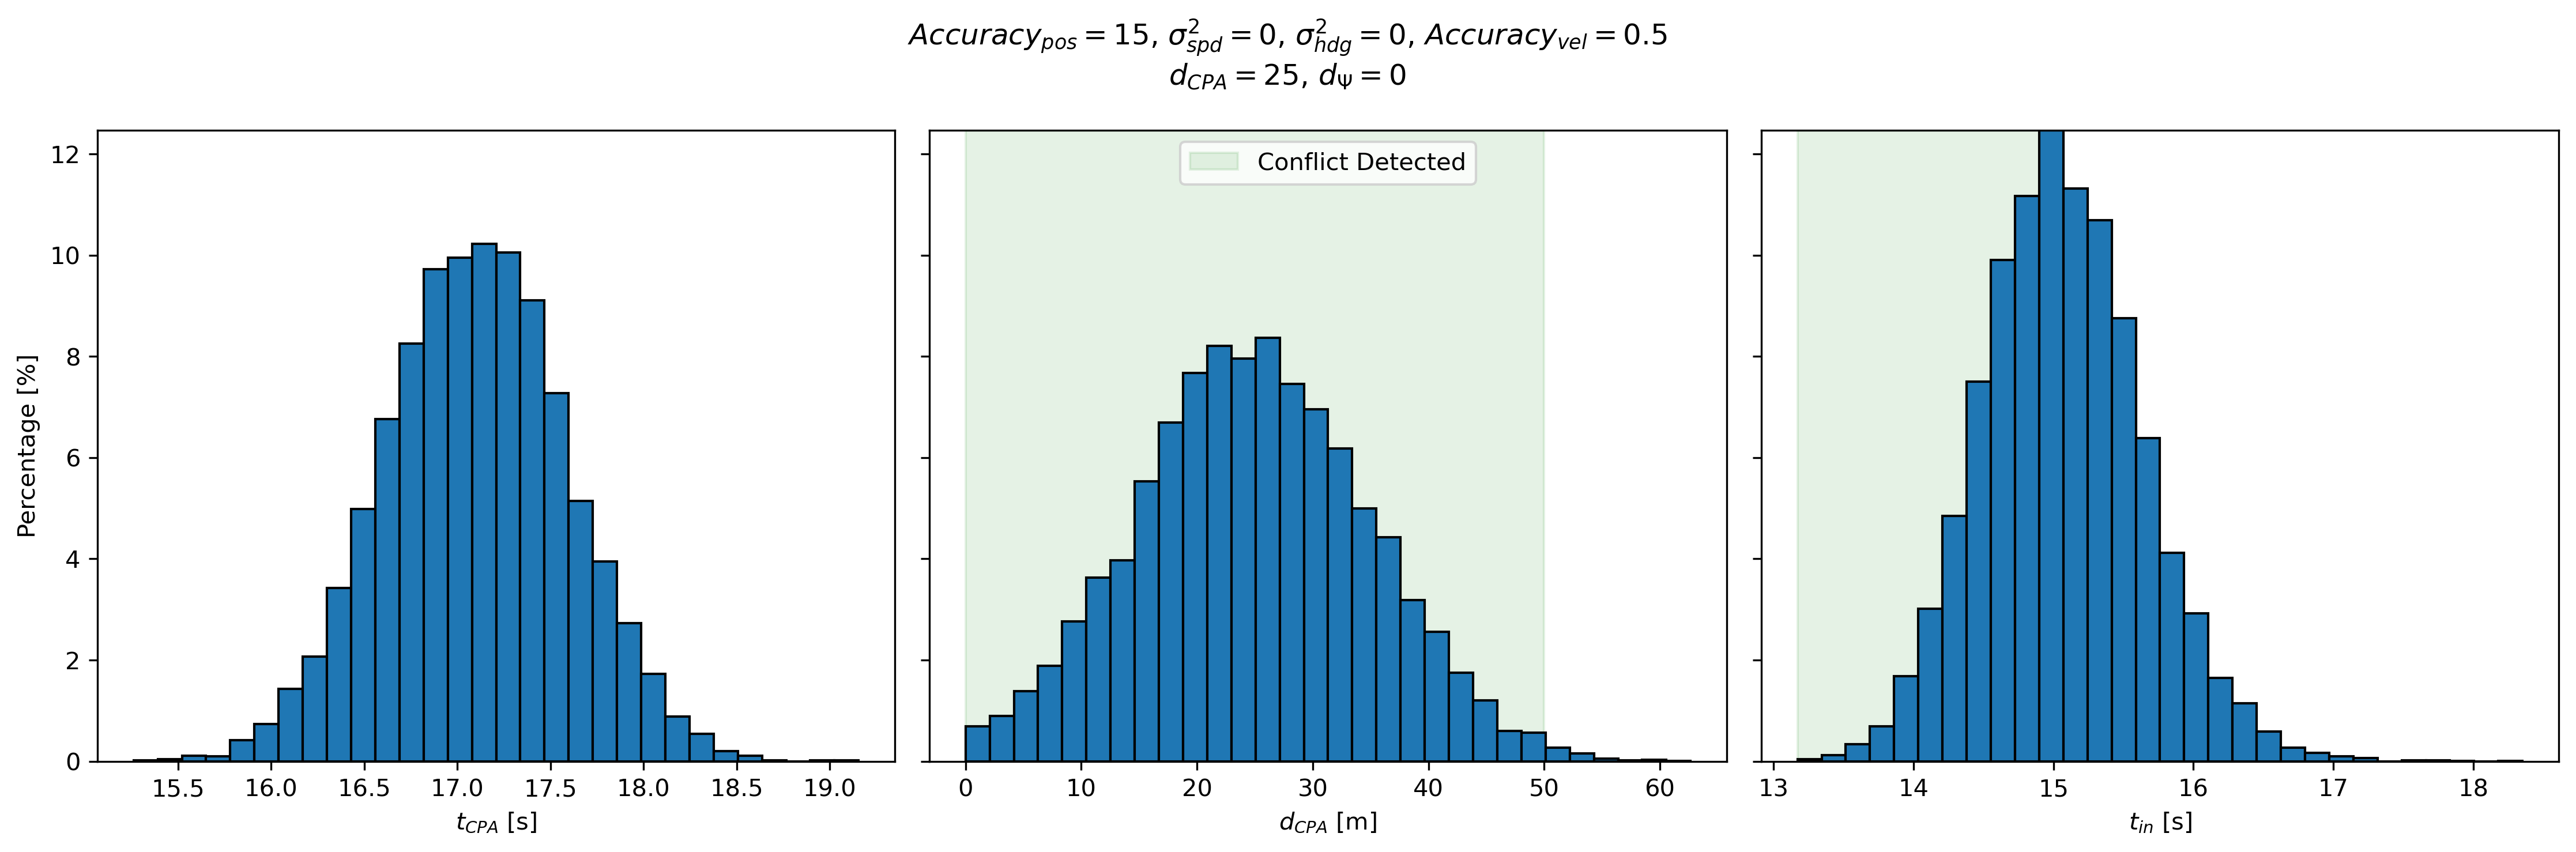 Accuracy_pos = 15, σ²_spd = 0, σ²_hdg = 0, Accuracy_vel = 0.5
d_CPA = 25, d_ψ = 0
Percentage [%]
12
10
8
6
4
2
0
15.5 16.0 16.5 17.0 17.5 18.0 18.5 19.0
t_CPA [s]
Conflict Detected
0 10 20 30 40 50 60
d_CPA [m]
13 14 15 16 17 18
t_in [s]